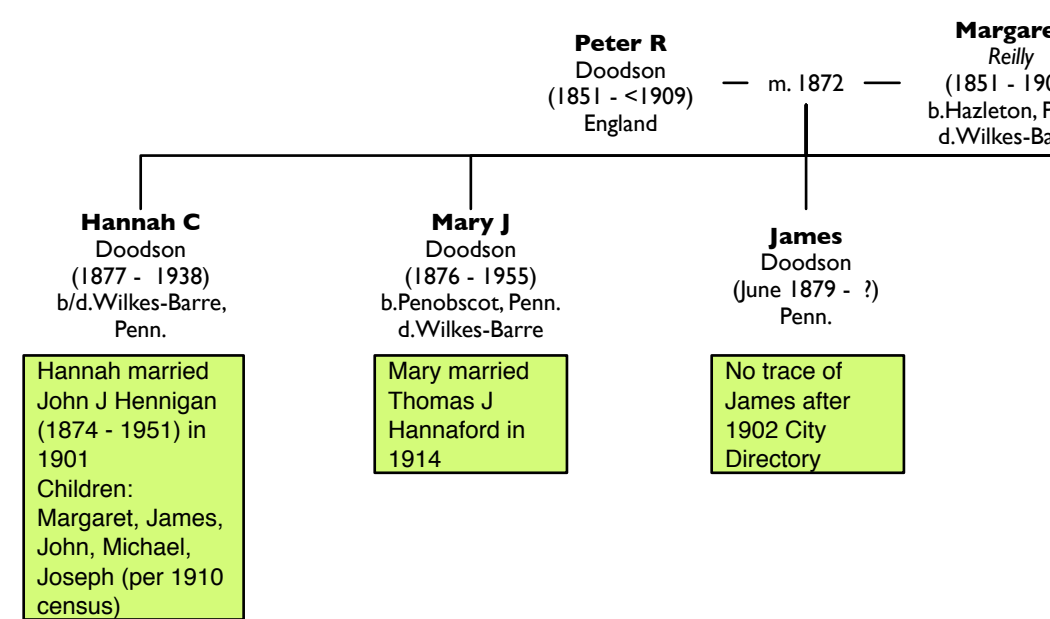 Peter R
Doodson
(1851 - <1909)
England
m. 1872
Reilly
(1851 -
b.Hazleton,
Hannah C
Doodson
(1877 - 1938)
b/d.Wilkes-Barre,
Penn.
Mary J
Doodson
(1876 - 1955)
b.Penobscot, Penn.
d.Wilkes-Barre
James
Doodson
(June 1879 - ?)
Penn.
Hannah married
John J Hennigan
(1874 - 1951) in
1901
Children:
Margaret, James,
John, Michael,
Joseph (per 1910
census)
Mary married
Thomas J
Hannaford in
1914
No trace of
James after
1902 City
Directory